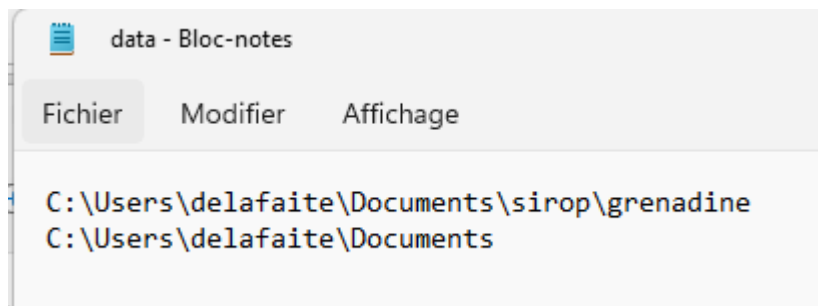 data - Bloc-notes
Fichier Modifier Affichage
C:\Users\delafaite\Documents\sirop\grenadine
C:\Users\delafaite\Documents